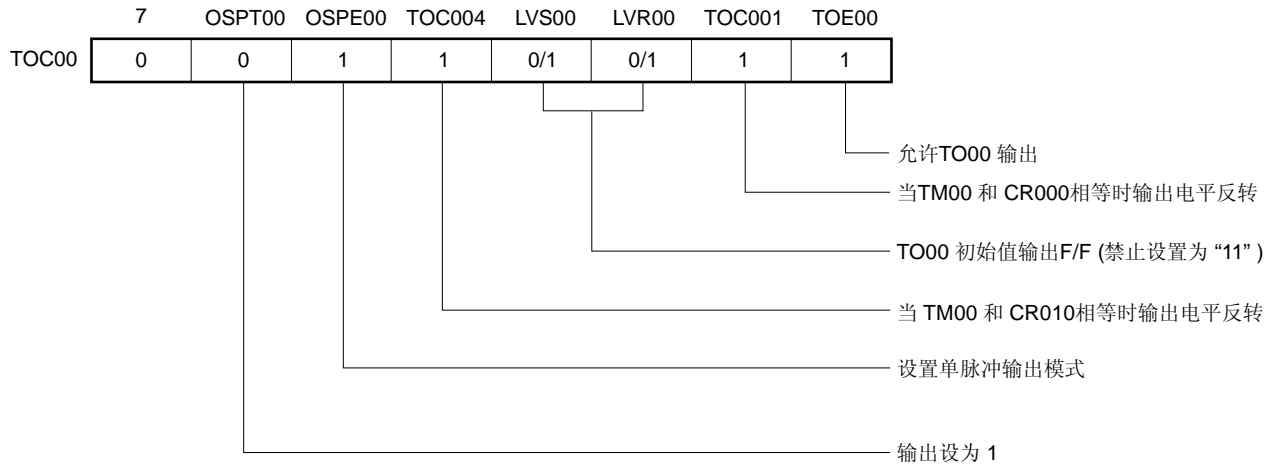 7 OSPT00 OSPE00 TOC004 LVS00 LVR00 TOC001 TOE00
TOC00 0 0 1 1 0/1 0/1 1 1
允许TO00 输出
当TM00 和 CR000相等时输出电平反转
TO00 初始值输出F/F (禁止设置为 “11” )
当 TM00 和 CR010相等时输出电平反转
设置单脉冲输出模式
输出设为 1